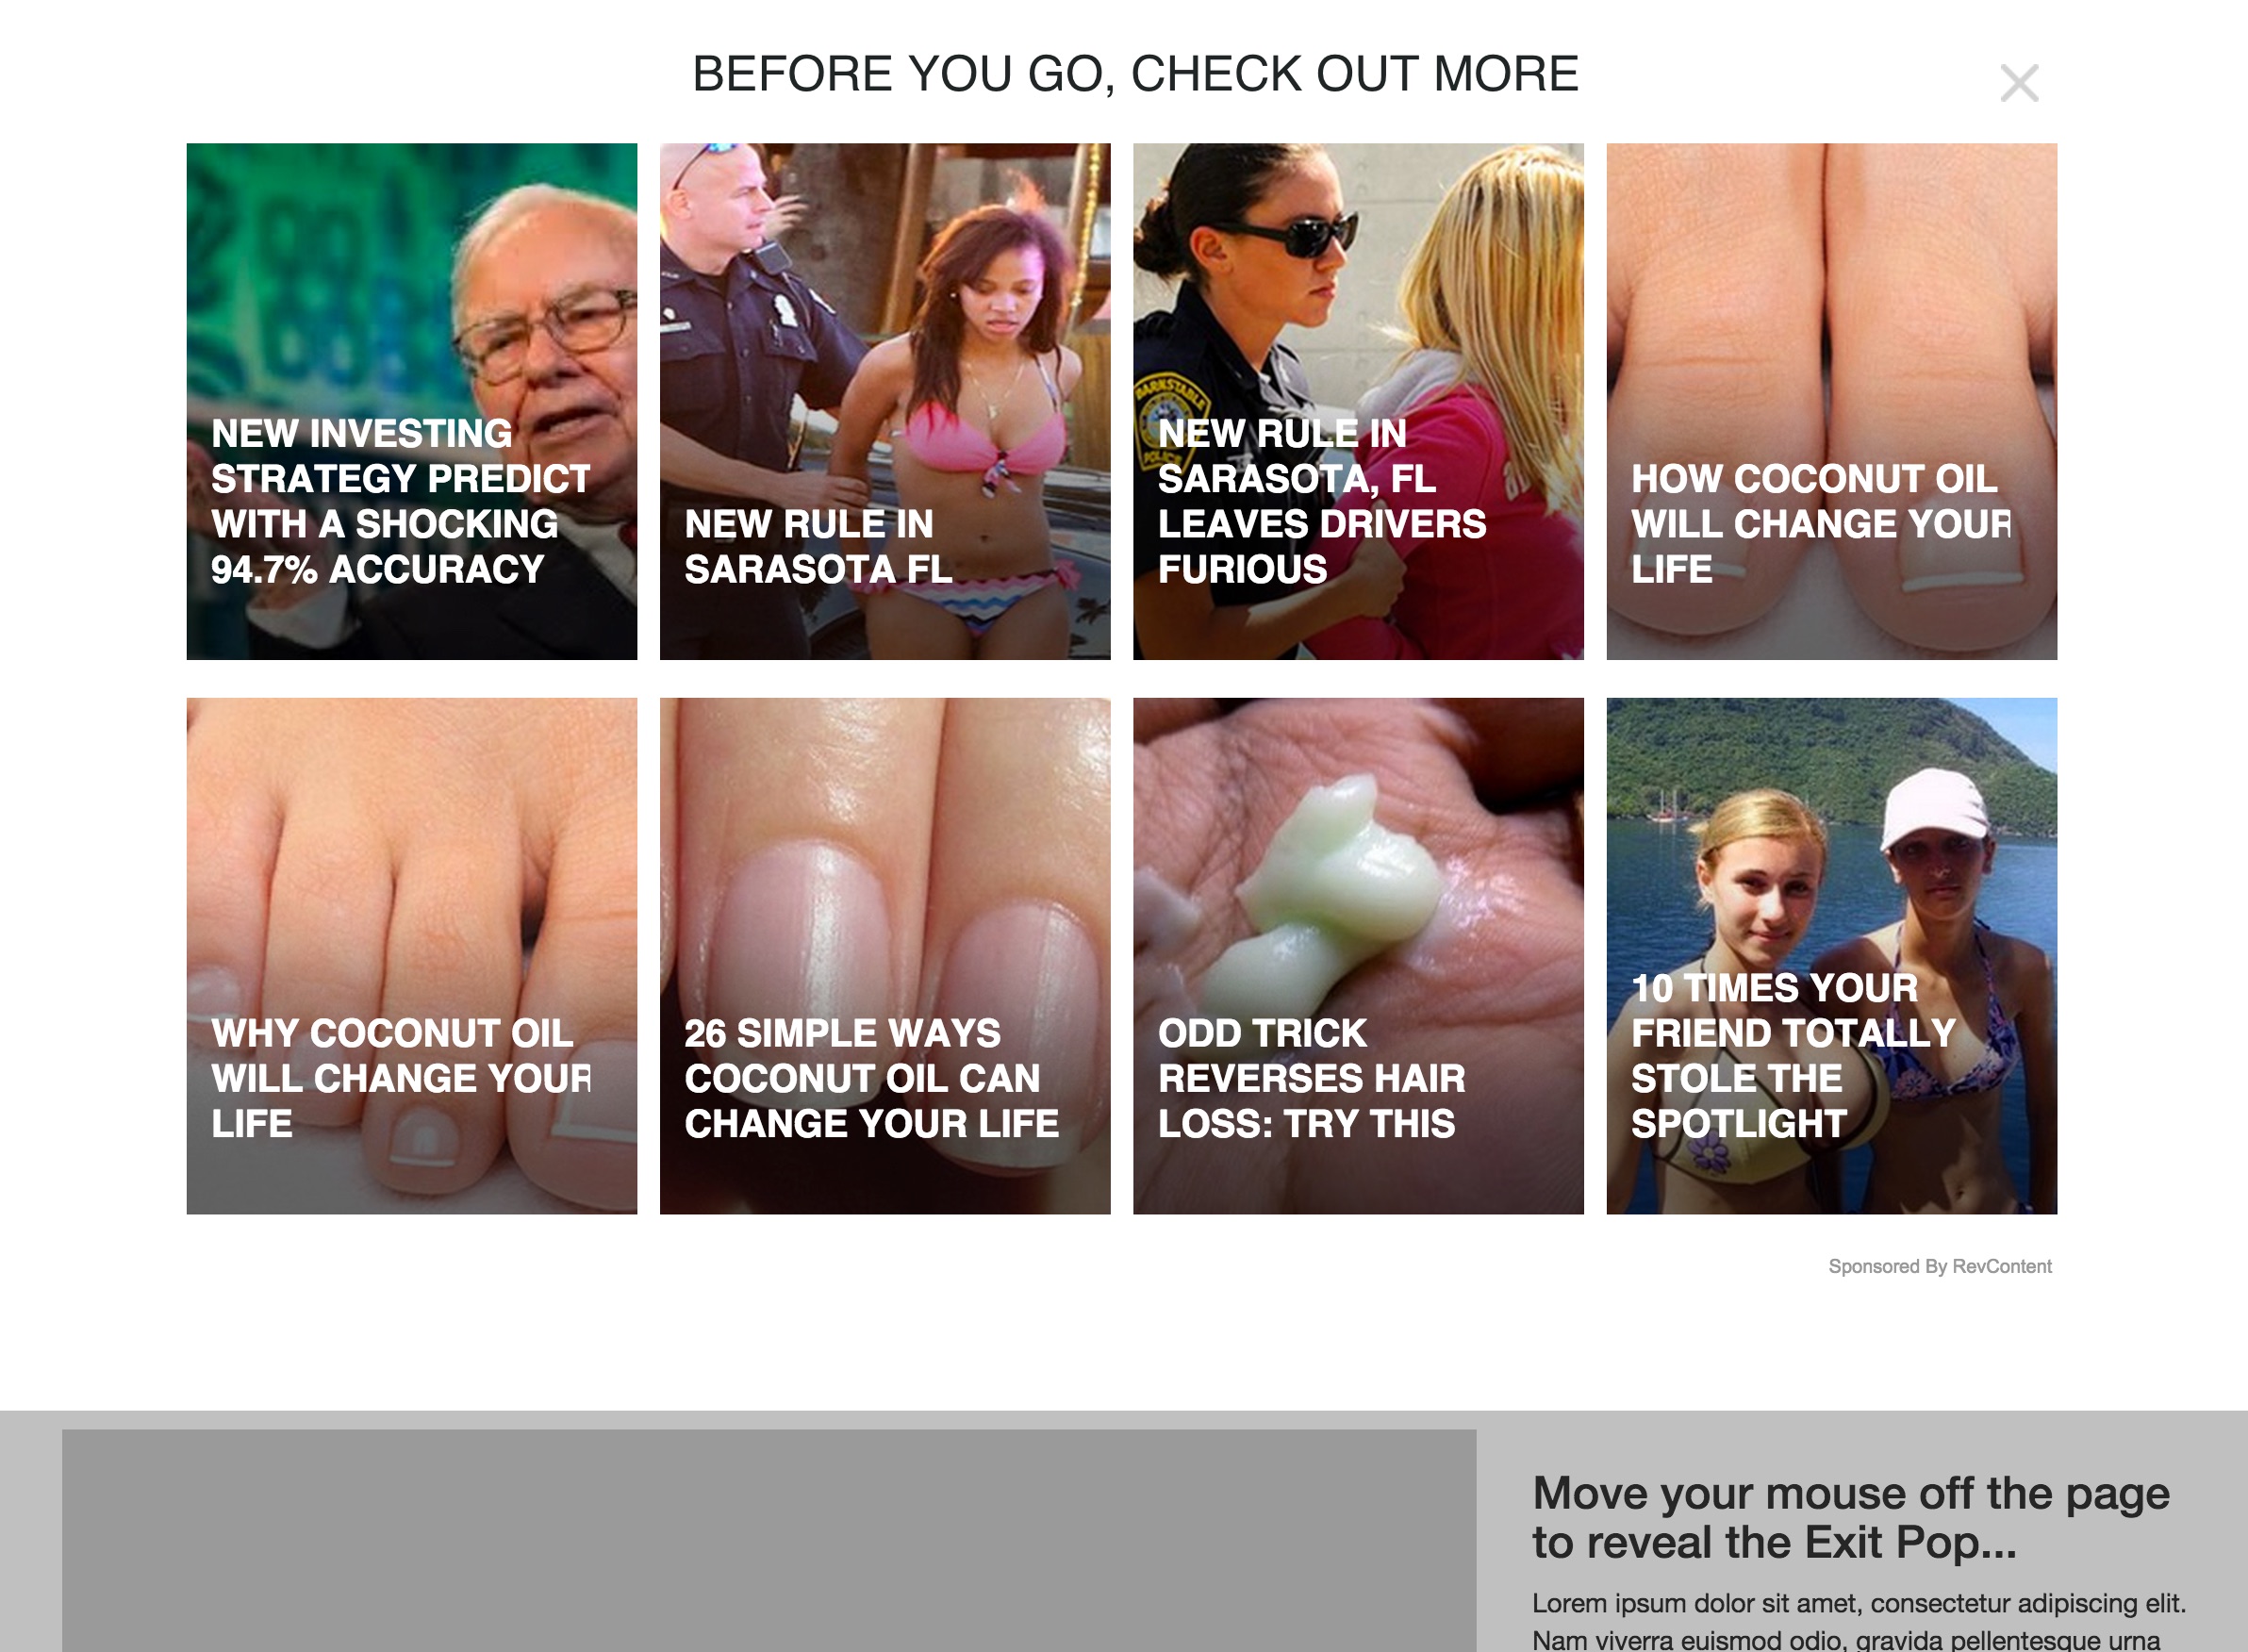 BEFORE YOU GO, CHECK OUT MORE
NEW INVESTING
STRATEGY PREDICT
WITH A SHOCKING
94.7% ACCURACY
NEW RULE IN
SARASOTA FL
BARNSTABLE
POLICE
NEW RULE IN
SARASOTA, FL
LEAVES DRIVERS
FURIOUS
HOW COCONUT OIL
WILL CHANGE YOUR
LIFE
WHY COCONUT OIL
WILL CHANGE YOUR
LIFE
26 SIMPLE WAYS
COCONUT OIL CAN
CHANGE YOUR LIFE
ODD TRICK
REVERSES HAIR
LOSS: TRY THIS
10 TIMES YOUR
FRIEND TOTALLY
STOLE THE
SPOTLIGHT
Sponsored By RevContent
Move your mouse off the page
to reveal the Exit Pop...
Lorem ipsum dolor sit amet, consectetur adipiscing elit.
Nam viverra euismod odio, gravida pellentesque urna